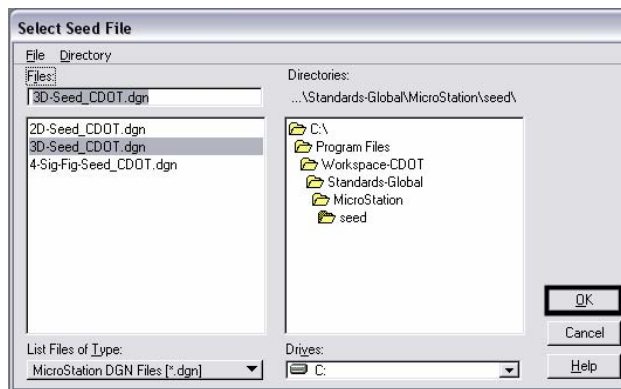 Select Seed File
File Directory
Files:
3D-Seed_CDOT.dgn
2D-Seed_CDOT.dgn
3D-Seed_CDOT.dgn
4-Sig-Fig-Seed_CDOT.dgn
List Files of Type:
MicroStation DGN Files [*.dgn]
Directories:
...\Standards-Global\MicroStation\seed\
C:\
Program Files
Workspace-CDOT
Standards-Global
MicroStation
seed
Drives:
C:
OK
Cancel
Help